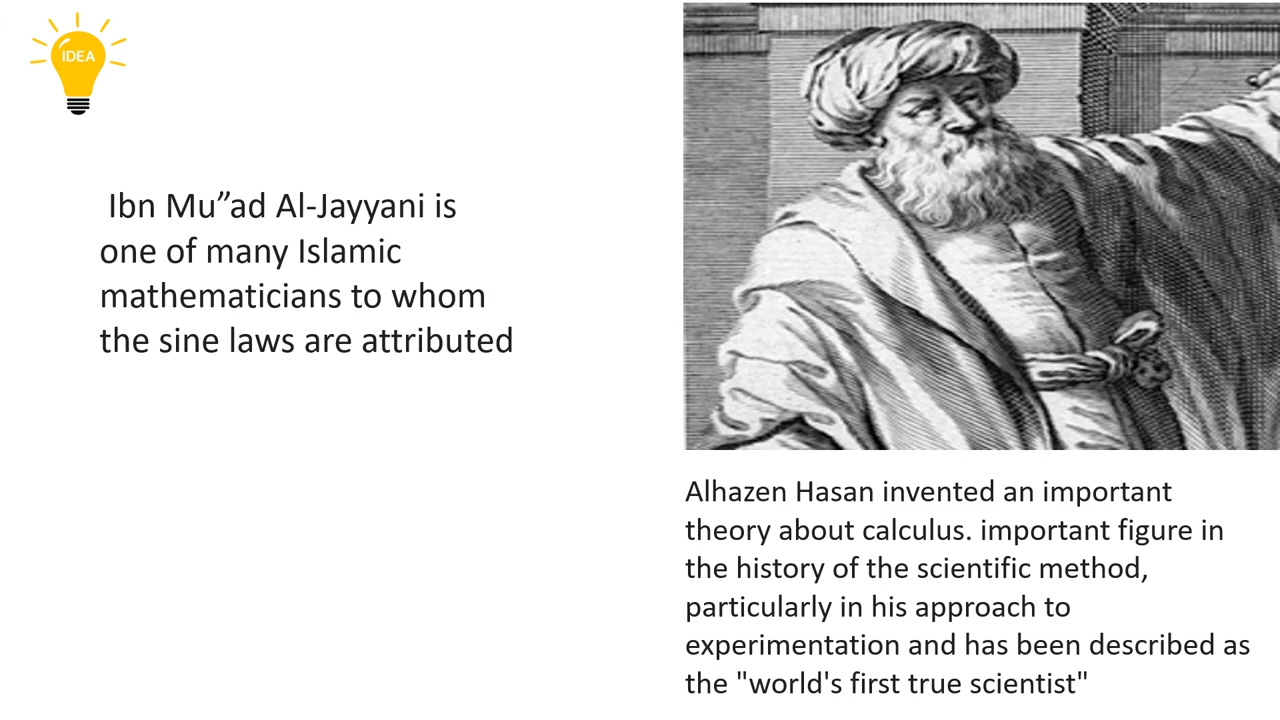 IDEA
Ibn Mu”ad Al-Jayyani is
one of many Islamic
mathematicians to whom
the sine laws are attributed
Alhazen Hasan invented an important
theory about calculus. important figure in
the history of the scientific method,
particularly in his approach to
experimentation and has been described as
the "world's first true scientist"